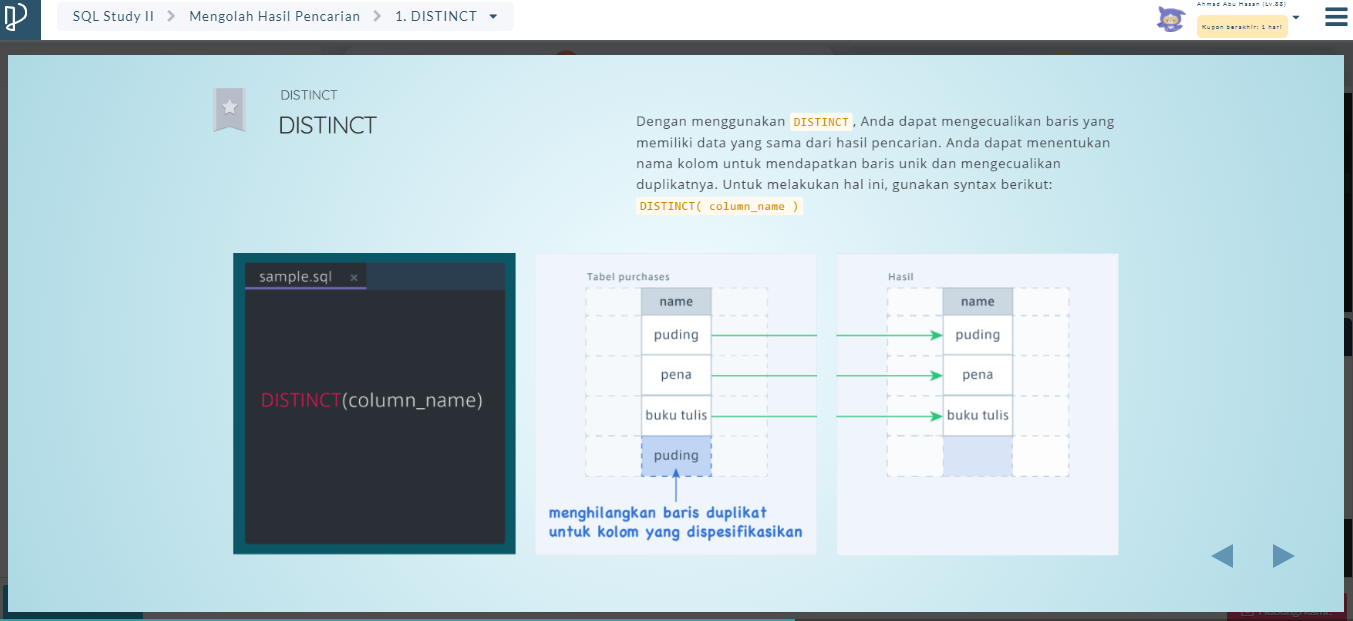 SQL Study II
Mengolah Hasil Pencarian
1. DISTINCT
Ahmad Abu Hasan (Lv.88)
Kupon berakhir: 1 hari
DISTINCT
DISTINCT
Dengan menggunakan DISTINCT, Anda dapat mengecualikan baris yang
memiliki data yang sama dari hasil pencarian. Anda dapat menentukan
nama kolom untuk mendapatkan baris unik dan mengecualikan
duplikatnya. Untuk melakukan hal ini, gunakan syntax berikut:
DISTINCT( column_name )
sample.sql ×
DISTINCT(column_name)
Tabel purchases
name
puding
pena
buku tulis
puding
menghilangkan baris duplikat
untuk kolom yang dispesifikasikan
Hasil
name
puding
pena
buku tulis